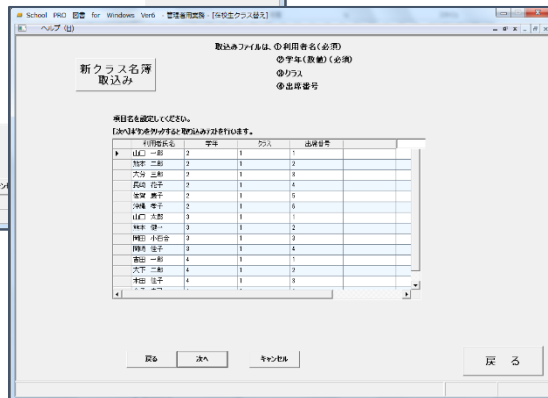 School PRO 図書 for Windows Ver6 - 管理者用業務 - [在校生クラス替え]
ヘルプ(H)
取込みファイルは、①利用者名(必須)
②学年(数値)(必須)
③クラス
④出席番号
新クラス名簿
取込み
項目名を設定してください。
[次へ]ボタンをクリックすると取り込みテストを行います。
利用者氏名 学年 クラス 出席番号
山口 一郎 2 1 1
熊本 二郎 2 1 2
大分 三郎 2 1 3
長崎 花子 2 1 4
佐賀 2 1 5
沖縄 孝子 2 1 6
山口 太郎 3 1 1
熊本 健一 3 1 2
岡田 小百合 3 1 3
岡崎 佳子 3 1 4
吉田 一郎 4 1 1
大下 二郎 4 1 2
本田 佳子 4 1 3
戻る 次へ キャンセル
戻 る